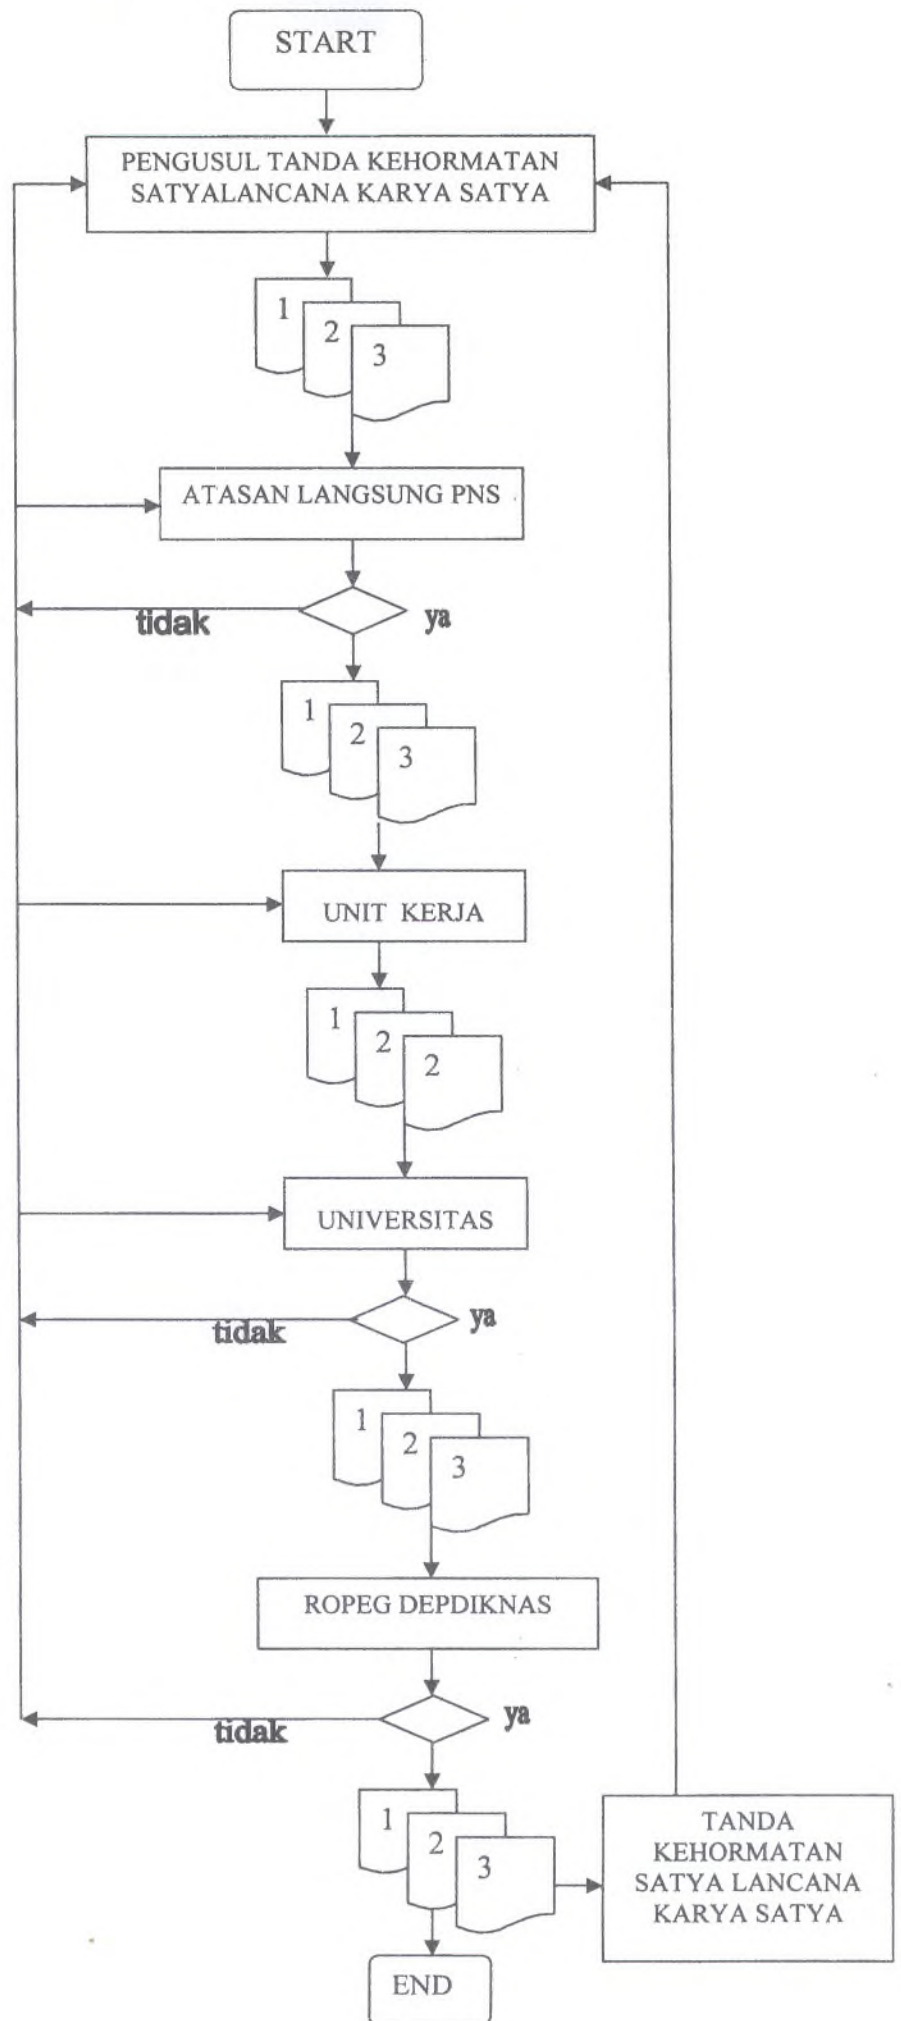 START
PENGUSUL TANDA KEHORMATAN
SATYALANCANA KARYA SATYA
1
2
3
ATASAN LANGSUNG PNS
tidak
ya
1
2
3
UNIT KERJA
1
2
2
UNIVERSITAS
tidak
ya
1
2
3
ROPEG DEPDIKNAS
tidak
ya
1
2
3
TANDA
KEHORMATAN
SATYA LANCANA
KARYA SATYA
END